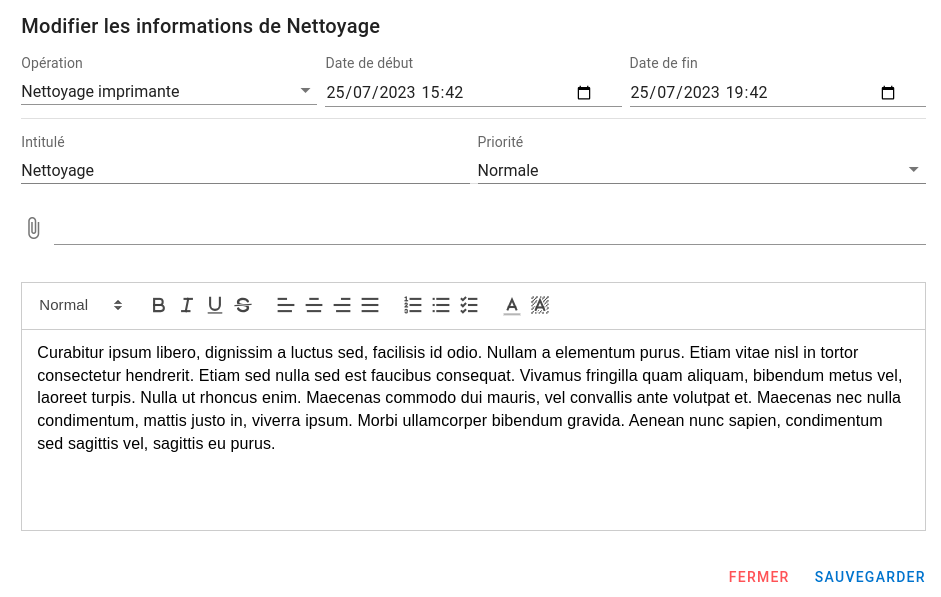 Modifier les informations de Nettoyage
Opération
Date de début
Date de fin
Nettoyage imprimante
25/07/2023 15:42
25/07/2023 19:42
Intitulé
Priorité
Nettoyage
Normale
Normal
Curabitur ipsum libero, dignissim a luctus sed, facilisis id odio. Nullam a elementum purus. Etiam vitae nisl in tortor
consectetur hendrerit. Etiam sed nulla sed est faucibus consequat. Vivamus fringilla quam aliquam, bibendum metus vel,
laoreet turpis. Nulla ut rhoncus enim. Maecenas commodo dui mauris, vel convallis ante volutpat et. Maecenas nec nulla
condimentum, mattis justo in, viverra ipsum. Morbi ullamcorper bibendum gravida. Aenean nunc sapien, condimentum
sed sagittis vel, sagittis eu purus.
FERMER
SAUVEGARDER